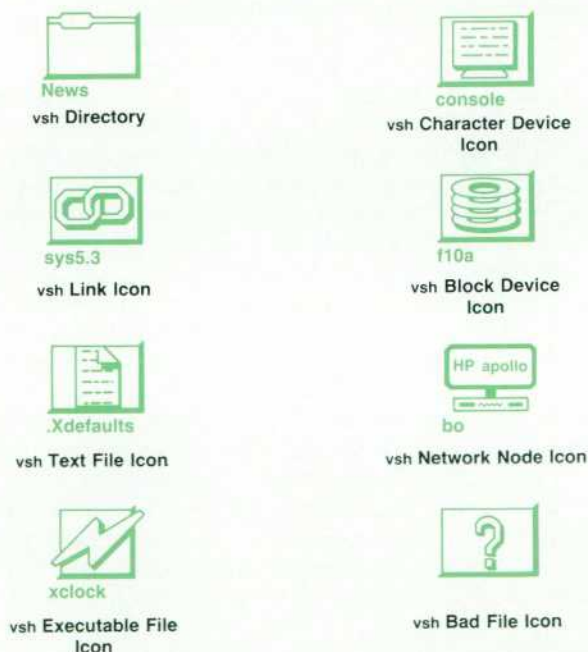 News
vsh Directory
console
vsh Character Device
Icon
sys5.3
vsh Link Icon
f10a
vsh Block Device
Icon
.Xdefaults
vsh Text File Icon
HP apollo
bo
vsh Network Node Icon
xclock
vsh Executable File
Icon
?
vsh Bad File Icon